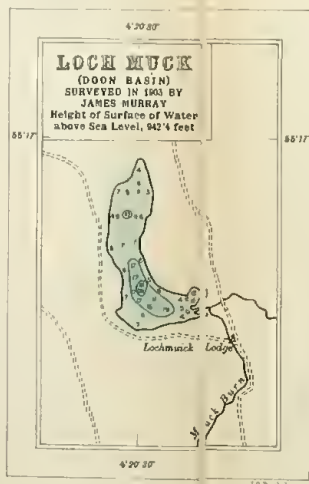 4°20'30"
LOCH MUCK
(DOON BASIN)
SURVEYED IN 1903 BY
JAMES MURRAY
Height of Surface of Water
above Sea Level, 942·4 feet
55°17'
55°17'
Lochmuick Lodge
Muck Burn
4°20'30"